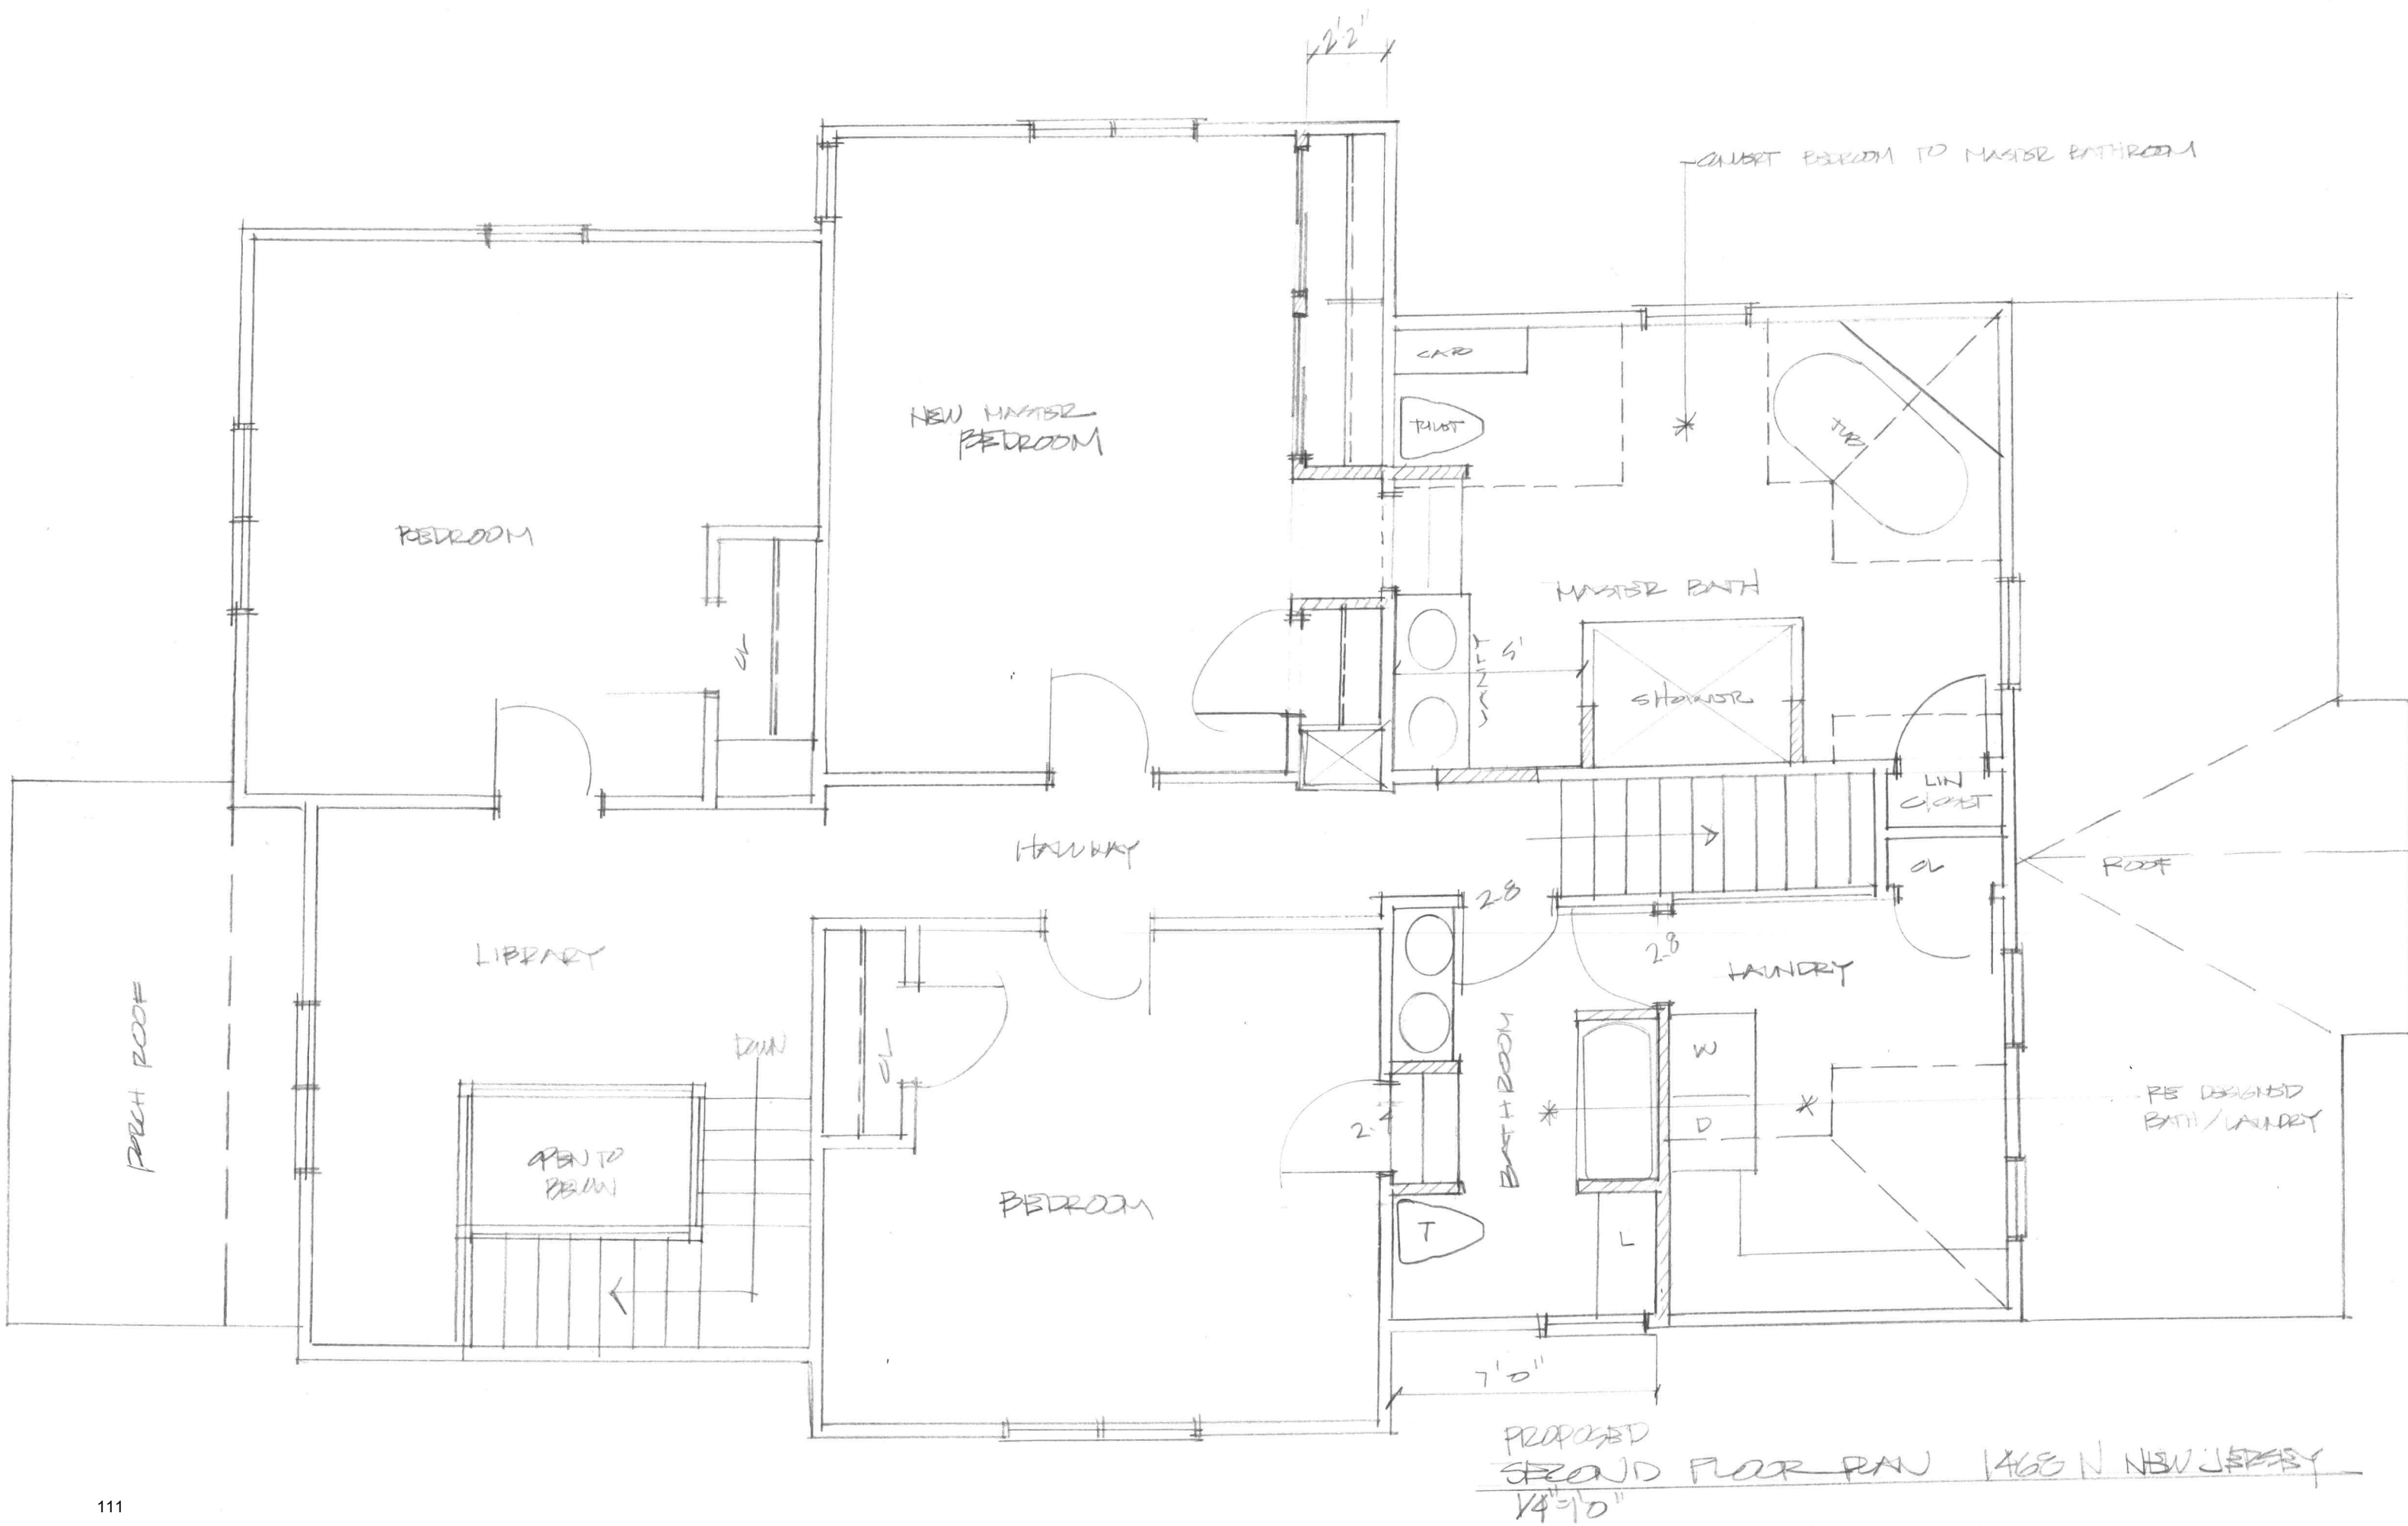 2'2"
CONVERT BEDROOM TO MASTER BATHROOM
CABD
TOILET
TUB
NEW MASTER
BEDROOM
BEDROOM
CL
MASTER BATH
VANITY
5'
SHOWER
LIN
CLOSET
HALLWAY
CL
ROOF
2-8
2-8
LIBRARY
LAUNDRY
PORCH ROOF
DOWN
CL
BATHROOM
W
D
2-4
RE DESIGNED
BATH/LAUNDRY
OPEN TO
BELOW
BEDROOM
T
L
7'0"
PROPOSED
SECOND FLOOR PLAN 1468 N NEW JERSEY
1/4"=1'0"
111